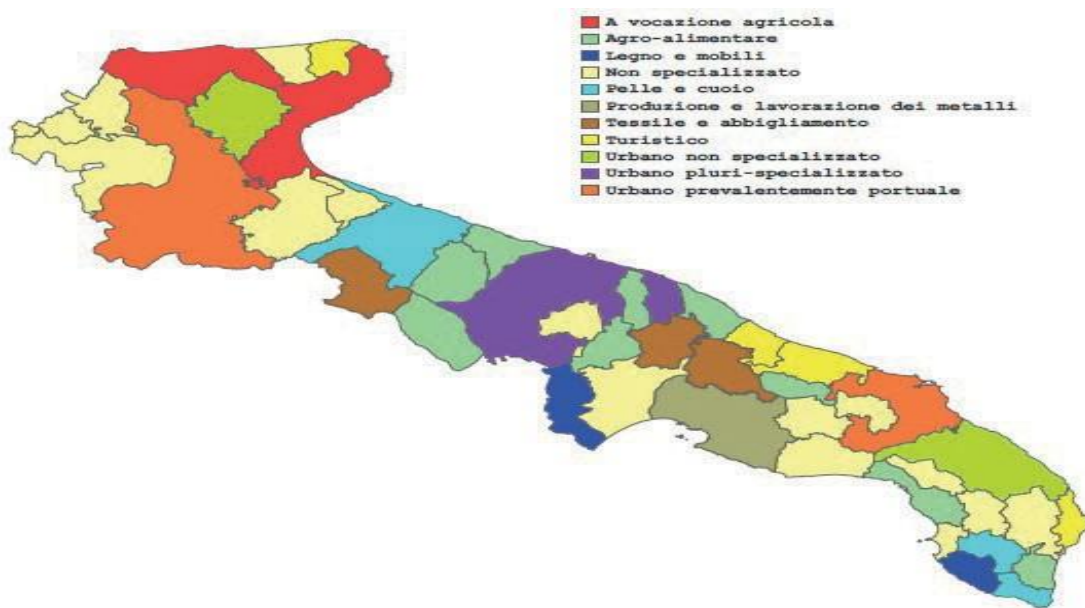 A vocazione agricola
Agro-alimentare
Legno e mobili
Non specializzato
Pelle e cuoio
Produzione e lavorazione dei metalli
Tessile e abbigliamento
Turistico
Urbano non specializzato
Urbano pluri-specializzato
Urbano prevalentemente portuale